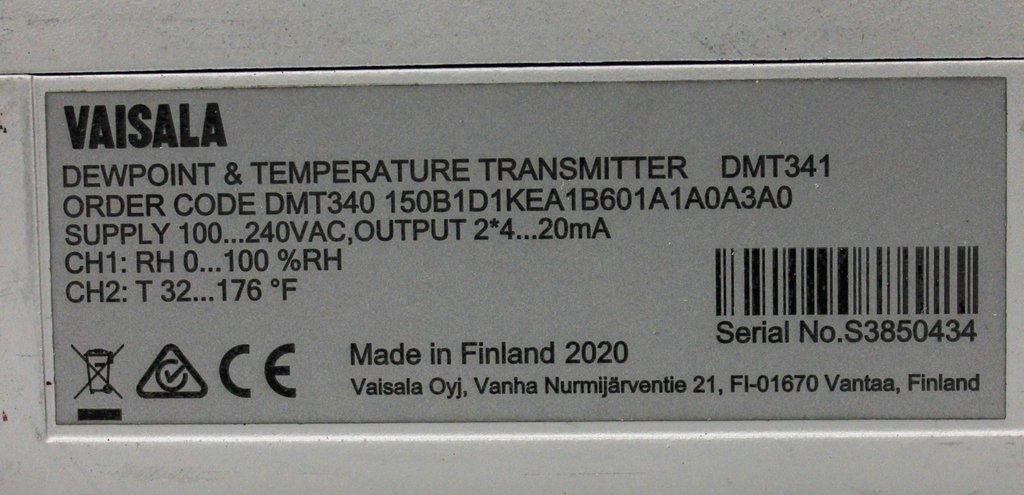 VAISALA
DEWPOINT & TEMPERATURE TRANSMITTER DMT341
ORDER CODE DMT340 150B1D1KEA1B601A1A0A3A0
SUPPLY 100...240VAC,OUTPUT 2*4...20mA
CH1: RH 0...100 %RH
CH2: T 32...176 °F
Serial No.S3850434
CE
Made in Finland 2020
Vaisala Oyj, Vanha Nurmijärventie 21, FI-01670 Vantaa, Finland